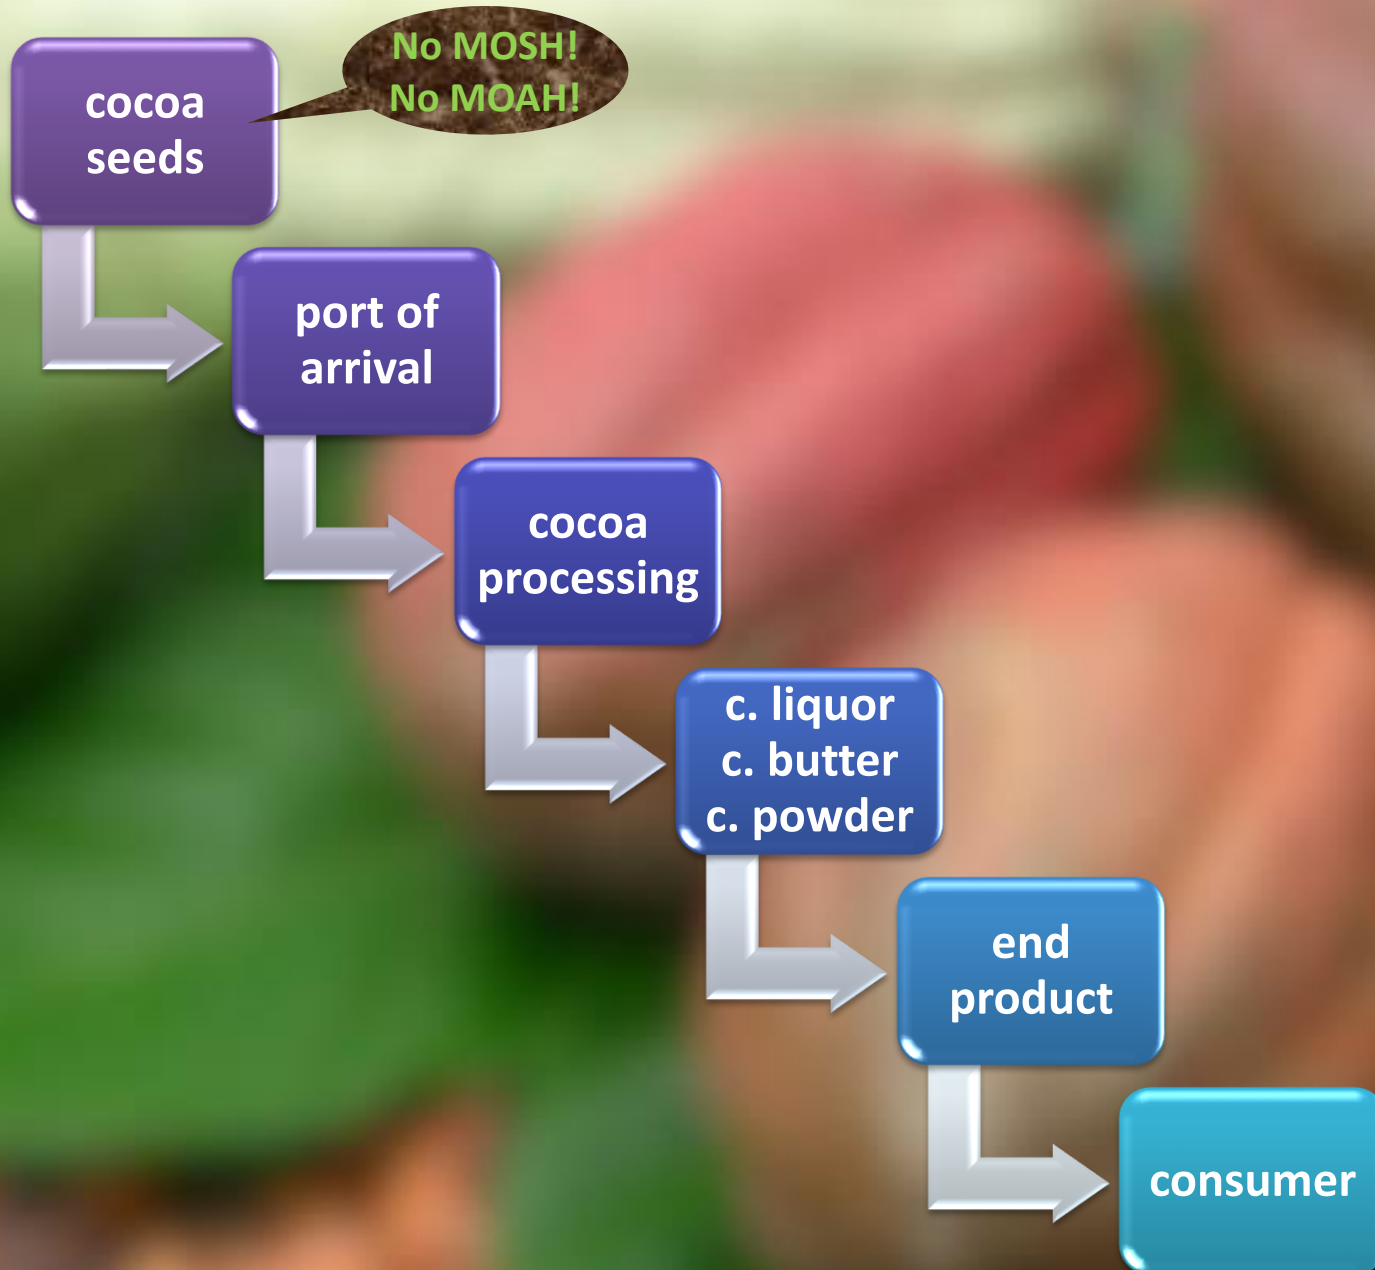 No MOSH!
No MOAH!
cocoa
seeds
port of
arrival
cocoa
processing
c. liquor
c. butter
c. powder
end
product
consumer